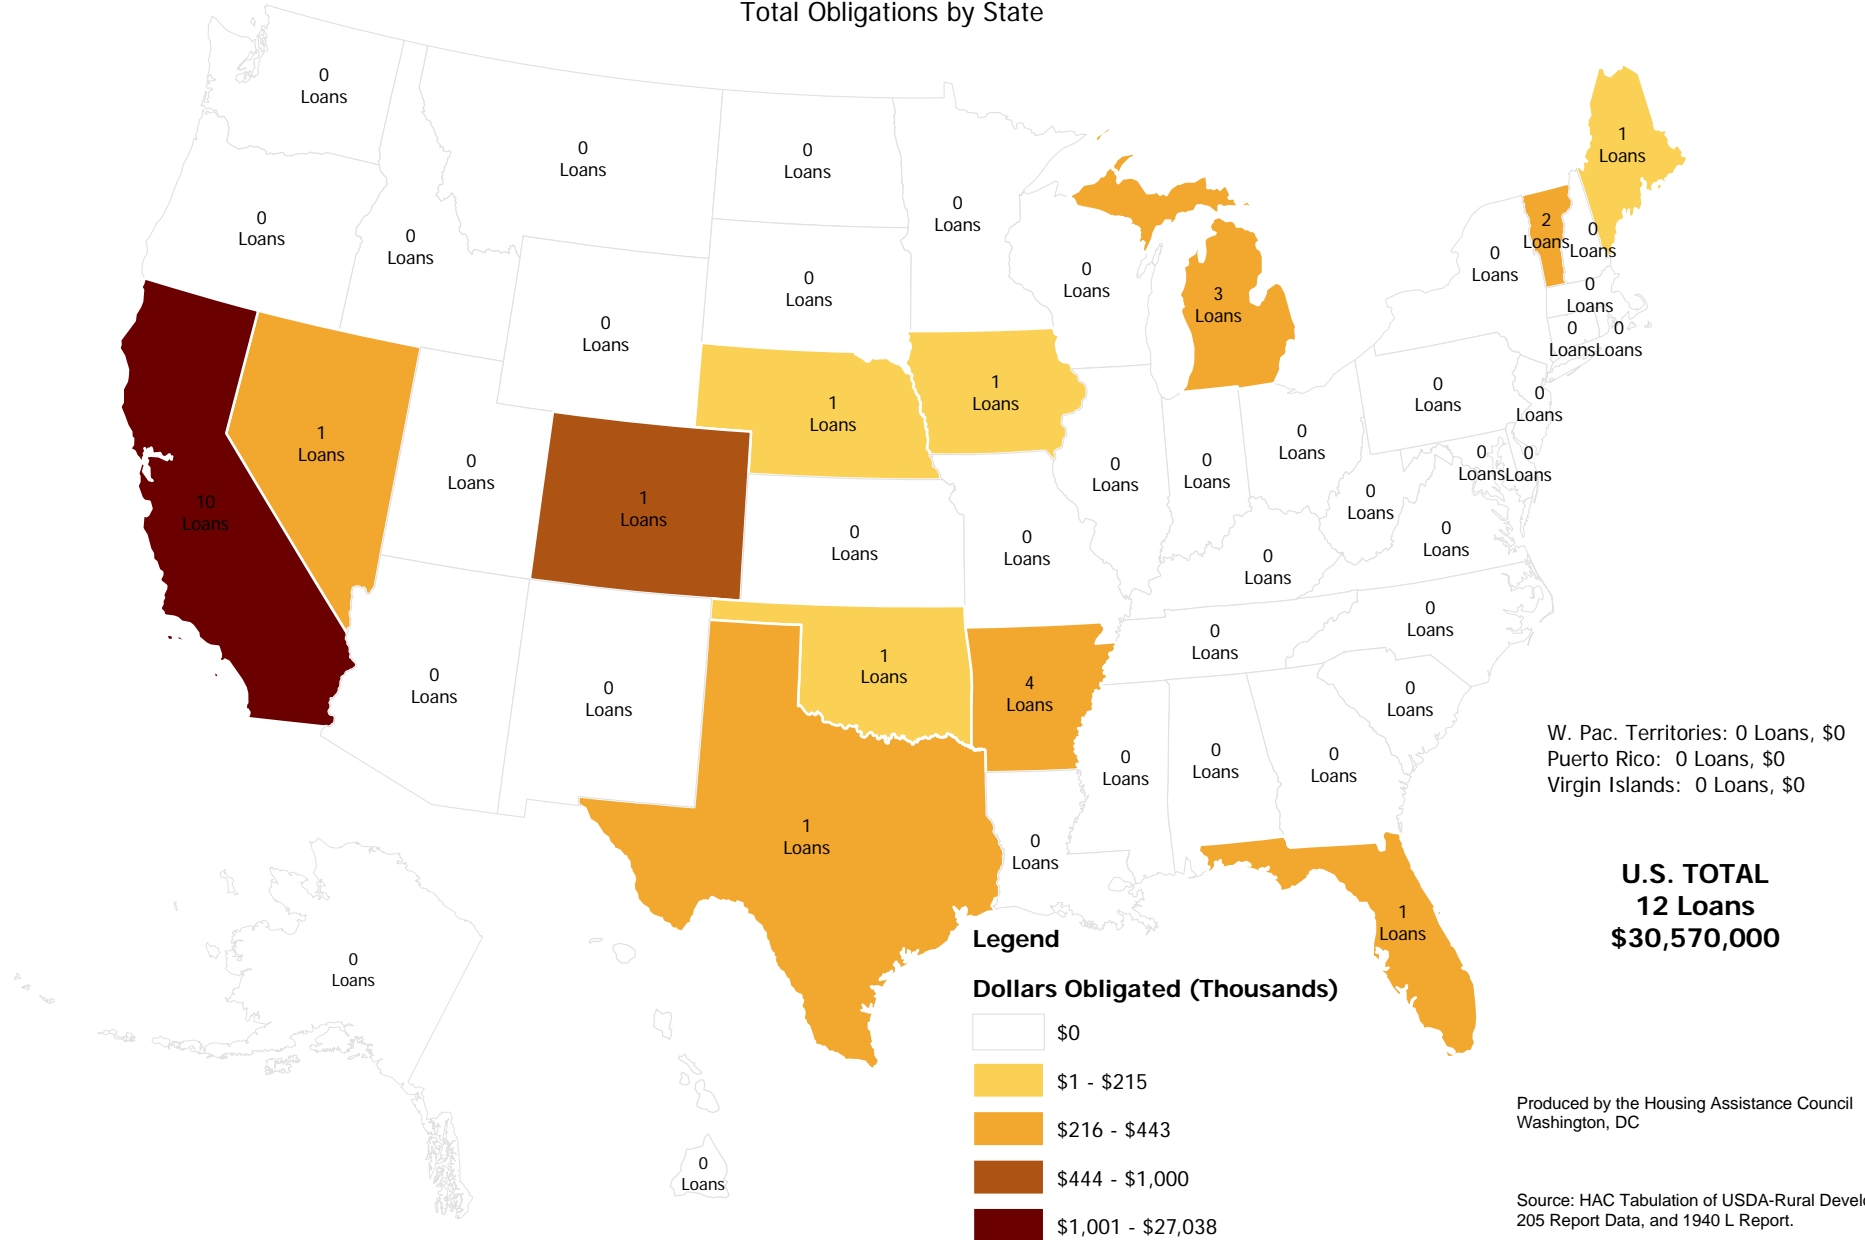 Total Obligations by State
0
Loans
0
Loans
0
Loans
0
Loans
0
Loans
0
Loans
0
Loans
0
Loans
0
Loans
0
Loans
1
Loans
2
Loans
0
Loans
0
Loans
0
Loans
0
Loans
0
Loans
3
Loans
1
Loans
1
Loans
1
Loans
0
Loans
1
Loans
10
Loans
0
Loans
0
Loans
0
Loans
0
Loans
0
Loans
0
Loans
0
Loans
0
Loans
0
Loans
0
Loans
0
Loans
0
Loans
0
Loans
0
Loans
0
Loans
0
Loans
1
Loans
4
Loans
0
Loans
0
Loans
0
Loans
0
Loans
0
Loans
1
Loans
0
Loans
1
Loans
0
Loans
0
Loans
W. Pac. Territories: 0 Loans, $0
Puerto Rico: 0 Loans, $0
Virgin Islands: 0 Loans, $0
U.S. TOTAL
12 Loans
$30,570,000
Legend
Dollars Obligated (Thousands)
$0
$1 - $215
$216 - $443
$444 - $1,000
$1,001 - $27,038
Produced by the Housing Assistance Council
Washington, DC
Source: HAC Tabulation of USDA-Rural Devel
205 Report Data, and 1940 L Report.